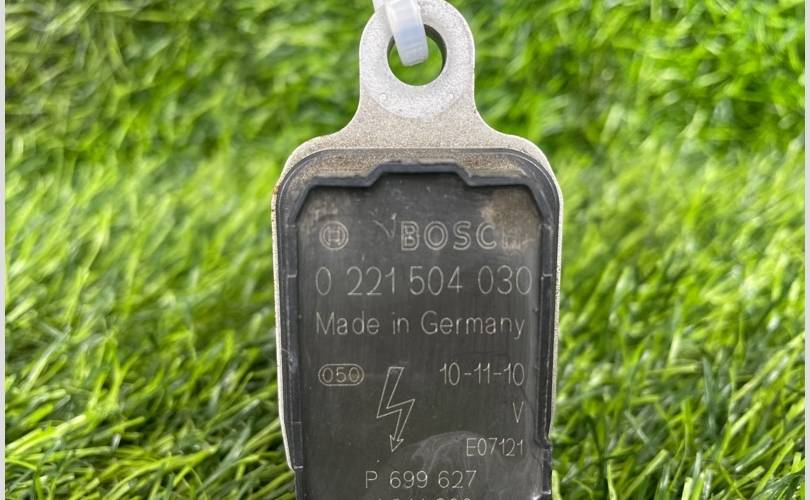 BOSCH
0 221 504 030
Made in Germany
050 10-11-10
V
E07121
P 699 627